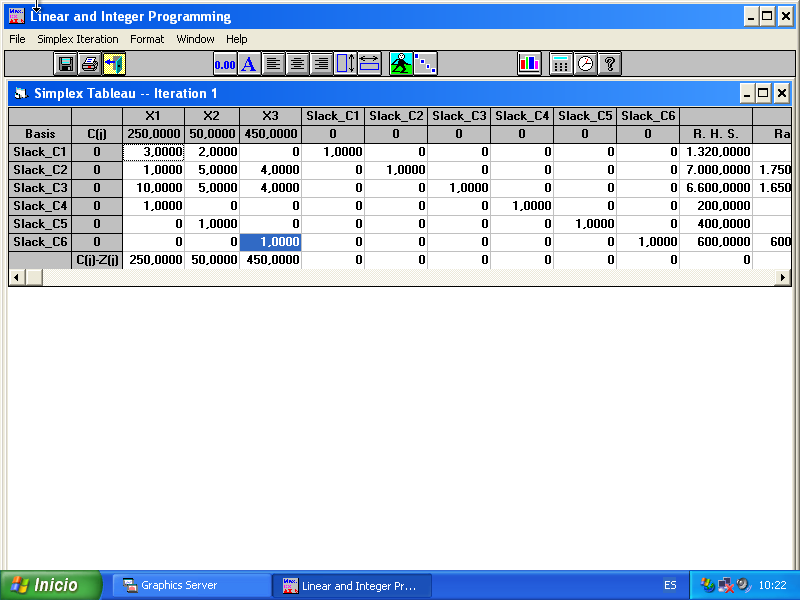 Linear and Integer Programming
File Simplex Iteration Format Window Help
0.00 A ?
Simplex Tableau -- Iteration 1
X1 X2 X3 Slack_C1 Slack_C2 Slack_C3 Slack_C4 Slack_C5 Slack_C6
Basis C(j) 250,0000 50,0000 450,0000 0 0 0 0 0 0 R. H. S. Ra
Slack_C1 0 3,0000 2,0000 0 1,0000 0 0 0 0 0 1.320,0000
Slack_C2 0 1,0000 5,0000 4,0000 0 1,0000 0 0 0 0 7.000,0000 1.750
Slack_C3 0 10,0000 5,0000 4,0000 0 0 1,0000 0 0 0 6.600,0000 1.650
Slack_C4 0 1,0000 0 0 0 0 0 1,0000 0 0 200,0000
Slack_C5 0 0 1,0000 0 0 0 0 0 1,0000 0 400,0000
Slack_C6 0 0 0 1,0000 0 0 0 0 0 1,0000 600,0000 600
C(j)-Z(j) 250,0000 50,0000 450,0000 0 0 0 0 0 0 0
Inicio Graphics Server Linear and Integer Pr... ES 10:22